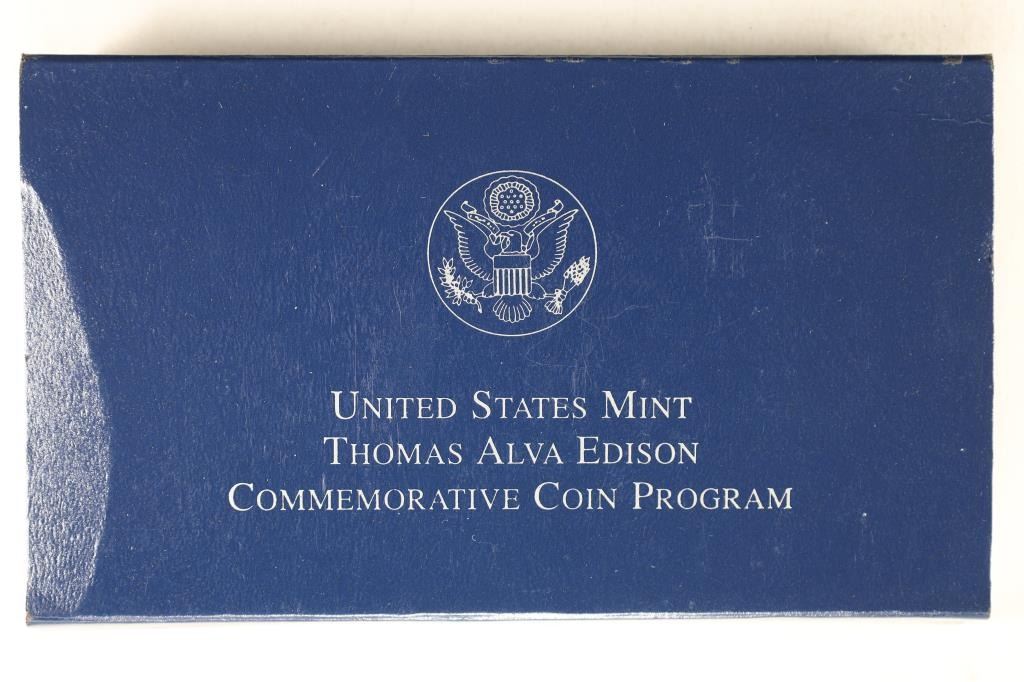 United States Mint
Thomas Alva Edison
Commemorative Coin Program